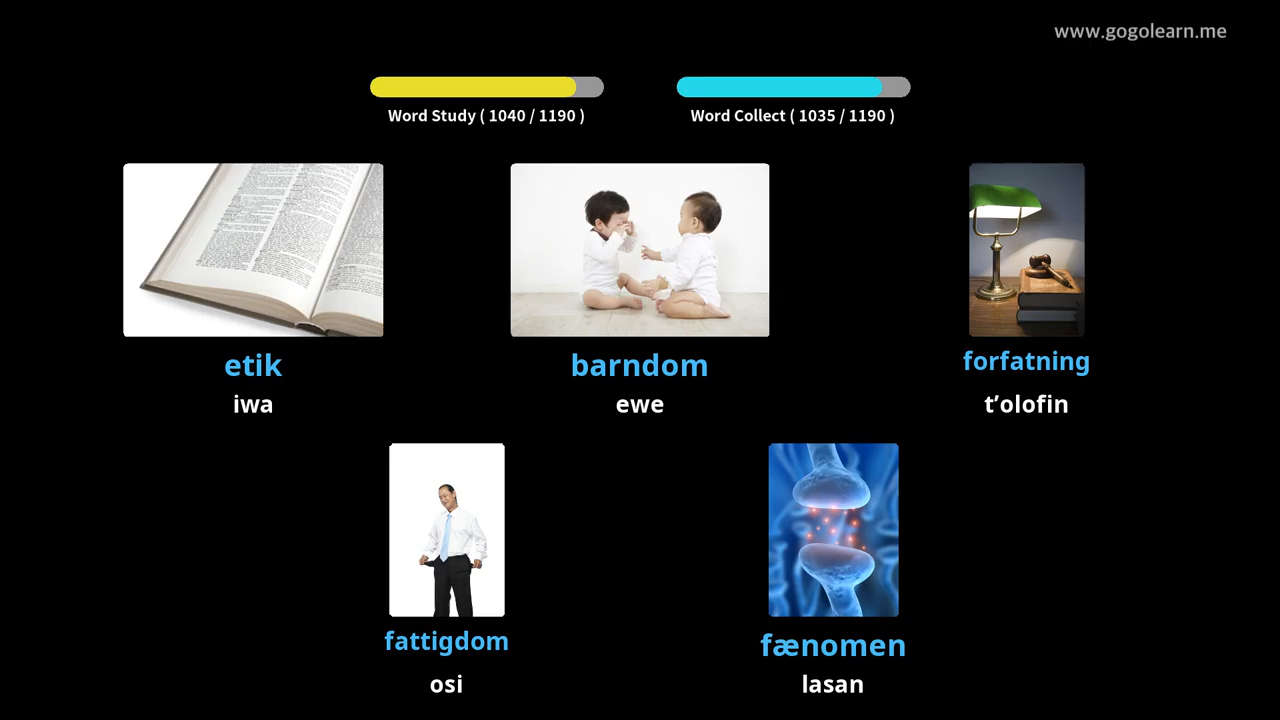 www.gogolearn.me
Word Study ( 1040 / 1190 )
Word Collect ( 1035 / 1190 )
etik
barndom
forfatning
iwa
ewe
t’olofin
fattigdom
fænomen
osi
lasan